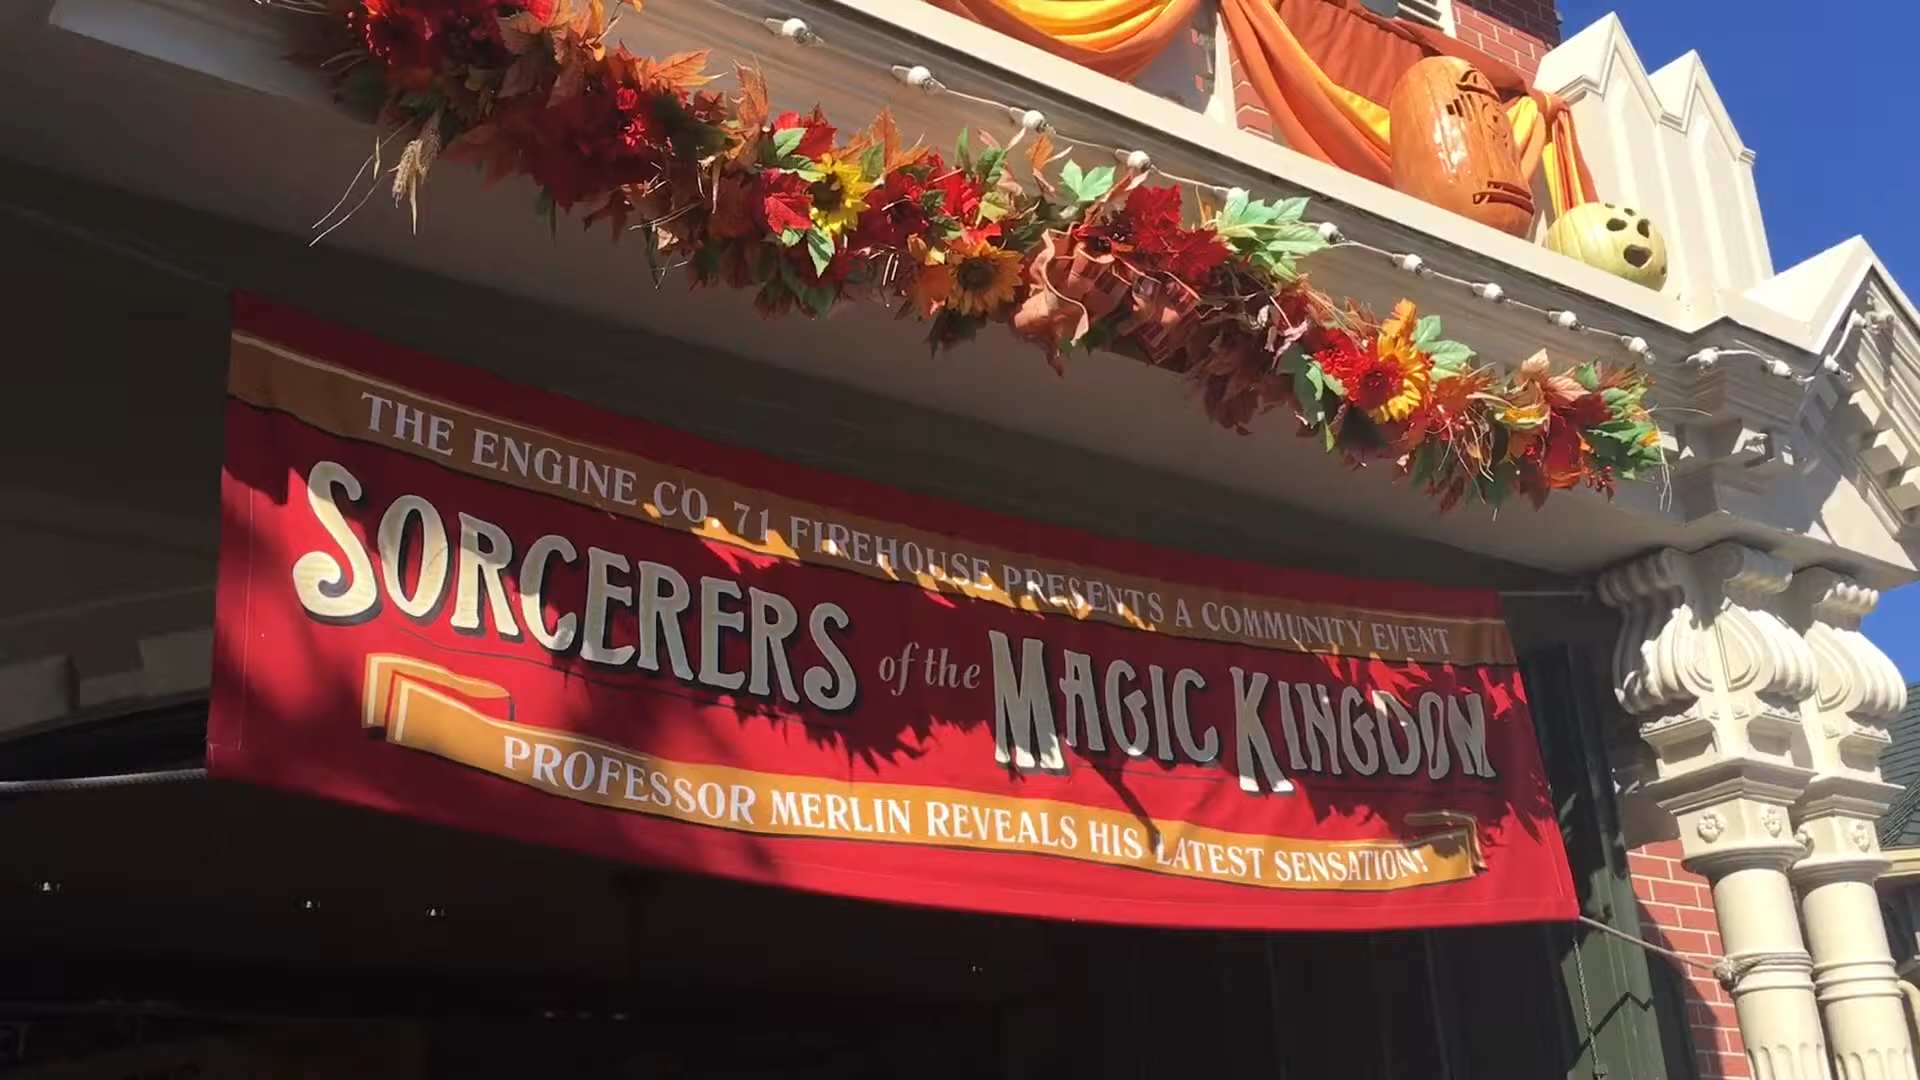 THE ENGINE CO. 71 FIREHOUSE PRESENTS A COMMUNITY EVENT
SORCERERS of the MAGIC KINGDOM
PROFESSOR MERLIN REVEALS HIS LATEST SENSATION!